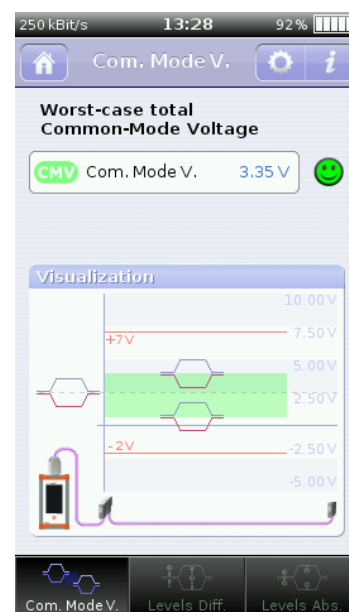 250 kBit/s 13:28 92%
Com. Mode V. i
Worst-case total
Common-Mode Voltage
CMV Com. Mode V. 3.35 V
Visualization
10.00 V
+7V 7.50 V
5.00 V
2.50 V
-2V -2.50 V
-5.00 V
Com. Mode V. Levels Diff. Levels Abs.